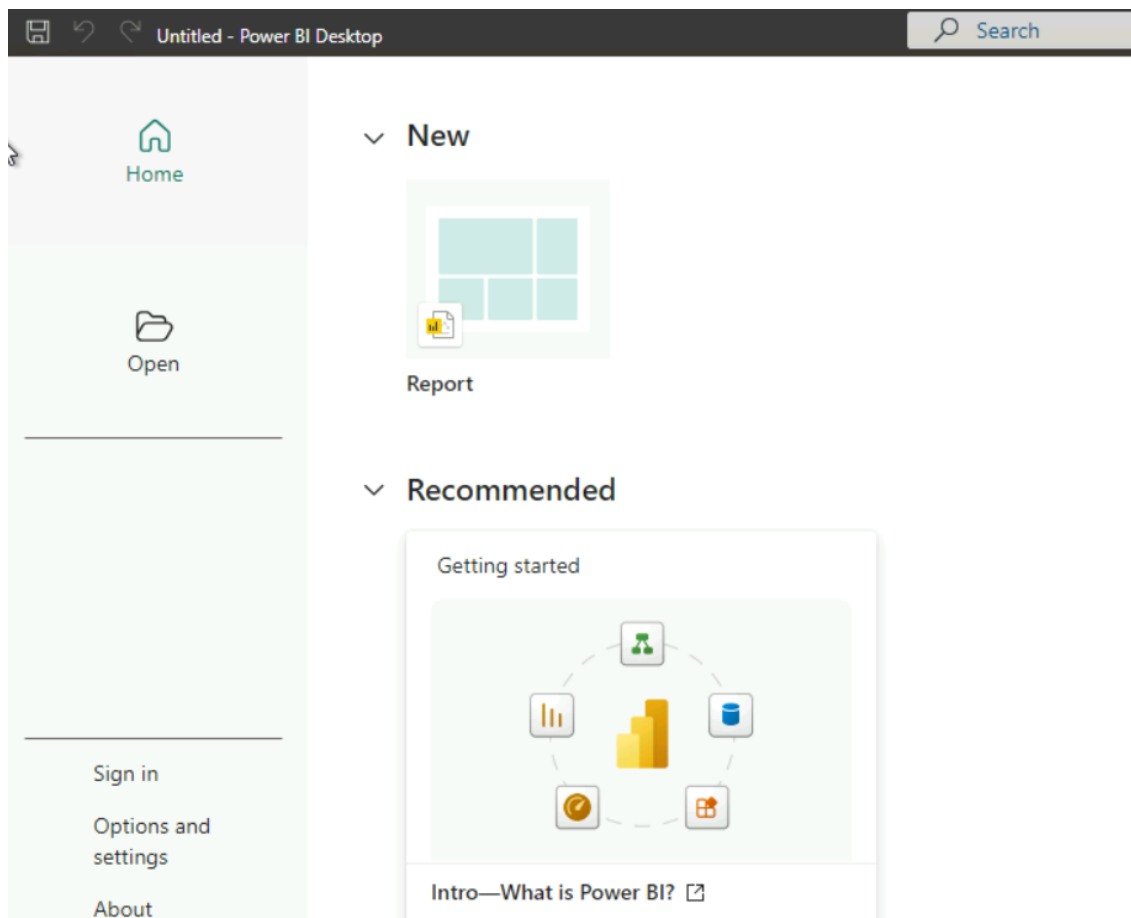 Untitled - Power BI Desktop
Search
Home
Open
New
Report
Recommended
Getting started
Intro—What is Power BI?
Sign in
Options and
settings
About